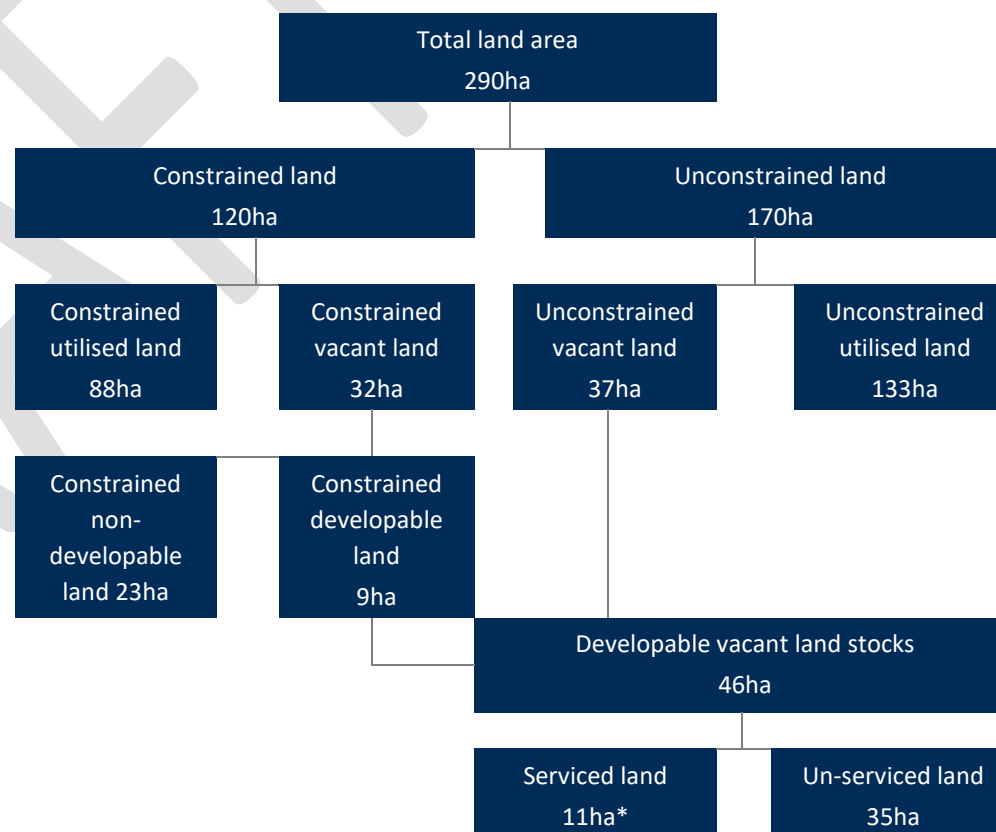 Total land area
290ha
Constrained land
120ha
Unconstrained land
170ha
Constrained
utilised land
88ha
Constrained
vacant land
32ha
Unconstrained
vacant land
37ha
Unconstrained
utilised land
133ha
Constrained
non-
developable
land 23ha
Constrained
developable
land
9ha
Developable vacant land stocks
46ha
Serviced land
11ha*
Un-serviced land
35ha